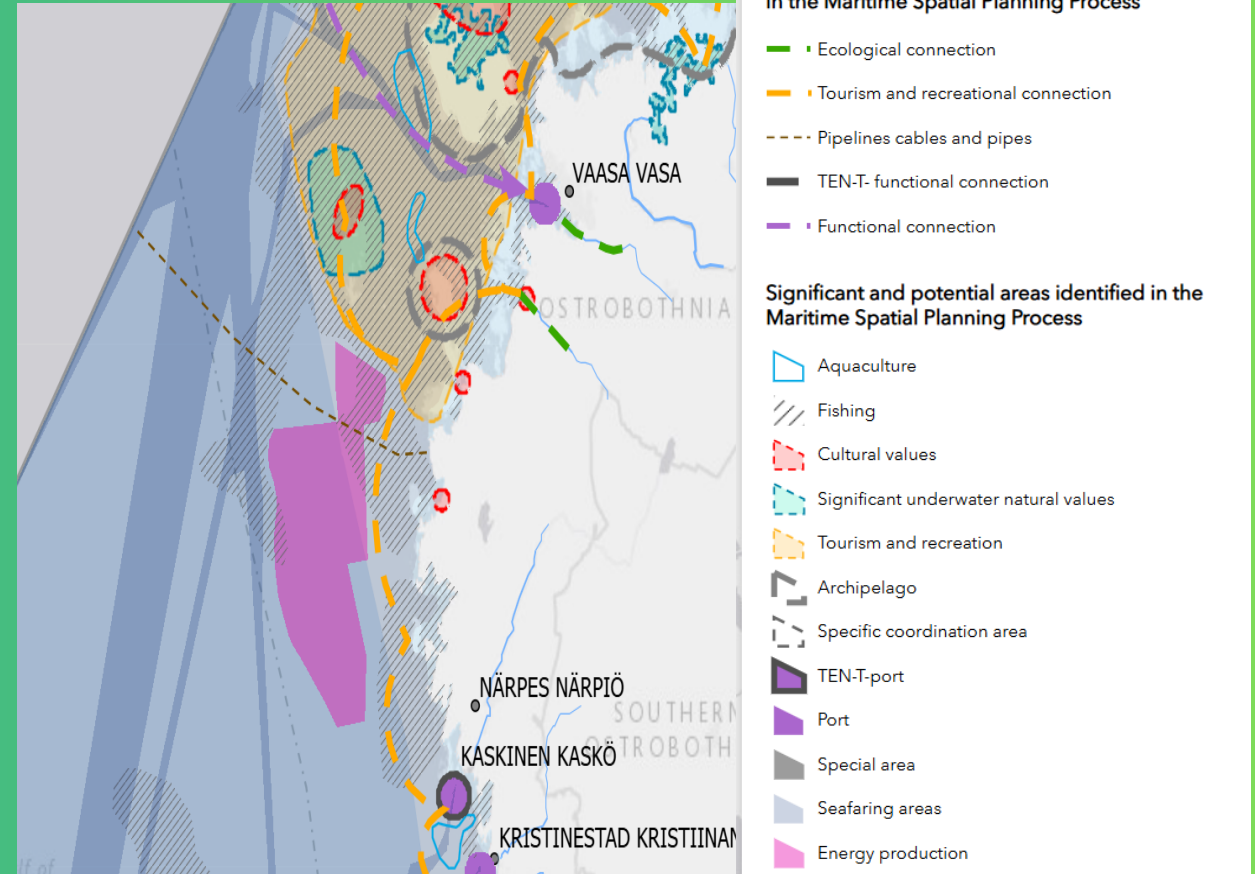 VAASA VASA
OSTROBOTHNIA
NÄRPES NÄRPIÖ
SOUTHERN
OSTROBOTH
KASKINEN KASKÖ
KRISTINESTAD KRISTIINAN
lf of
in the Maritime Spatial Planning Process
Ecological connection
Tourism and recreational connection
Pipelines cables and pipes
TEN-T- functional connection
Functional connection
Significant and potential areas identified in the
Maritime Spatial Planning Process
Aquaculture
Fishing
Cultural values
Significant underwater natural values
Tourism and recreation
Archipelago
Specific coordination area
TEN-T-port
Port
Special area
Seafaring areas
Energy production